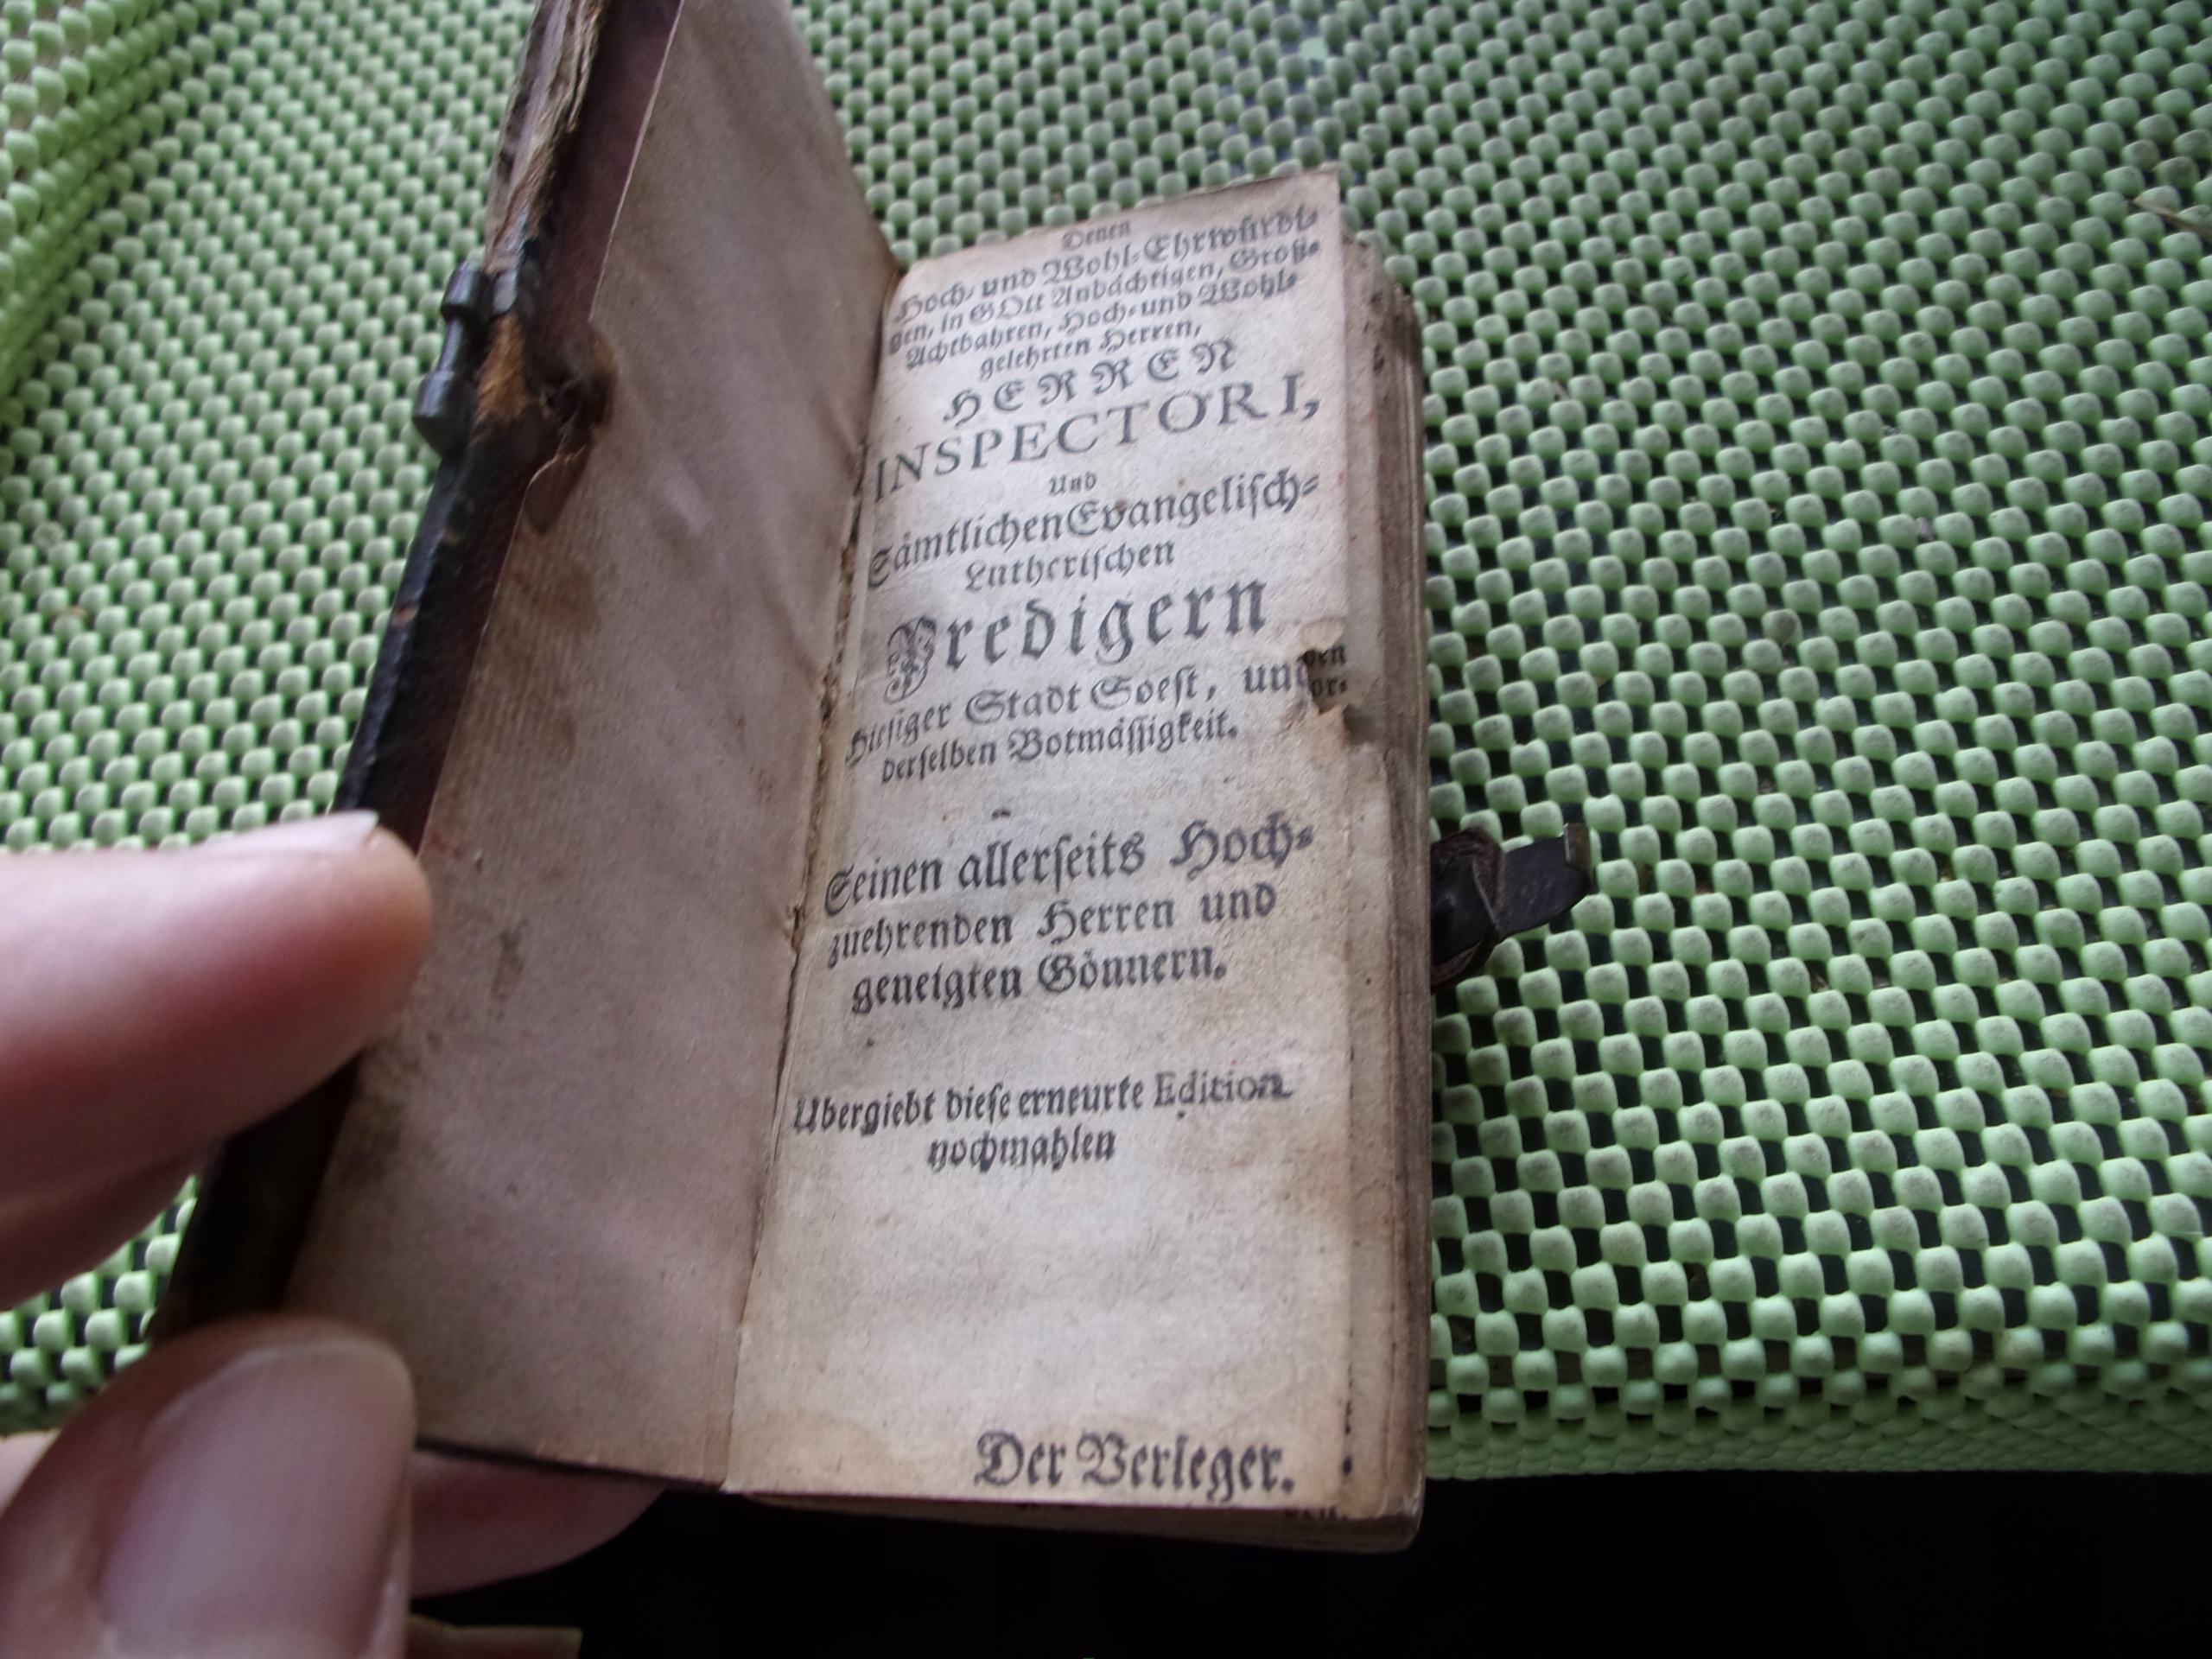 Denen
Hoch- und Wohl-Ehrwürdi-
gen, in GOtt Andächtigen, Groß-
Achtbahren, Hoch- und Wohl-
gelehrten Herren,
HERREN
INSPECTORI,
Und
Sämtlichen Evangelisch-
Lutherischen
Predigern
Hiesiger Stadt Soest, und
derselben Botmässigkeit.
Seinen allerseits Hoch-
zuehrenden Herren und
geneigten Gönnern.
Ubergiebt diese erneurte Edition
nochmahlen
Der Verleger.